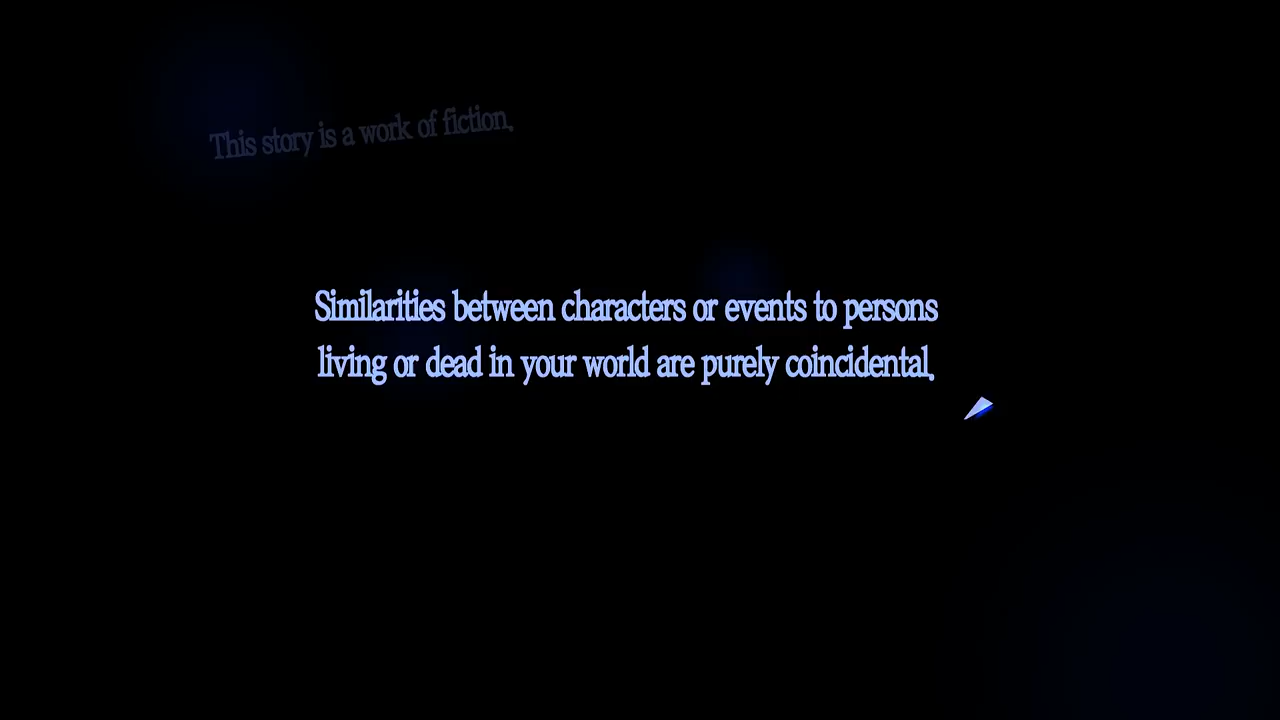 This story is a work of fiction.
Similarities between characters or events to persons
living or dead in your world are purely coincidental.